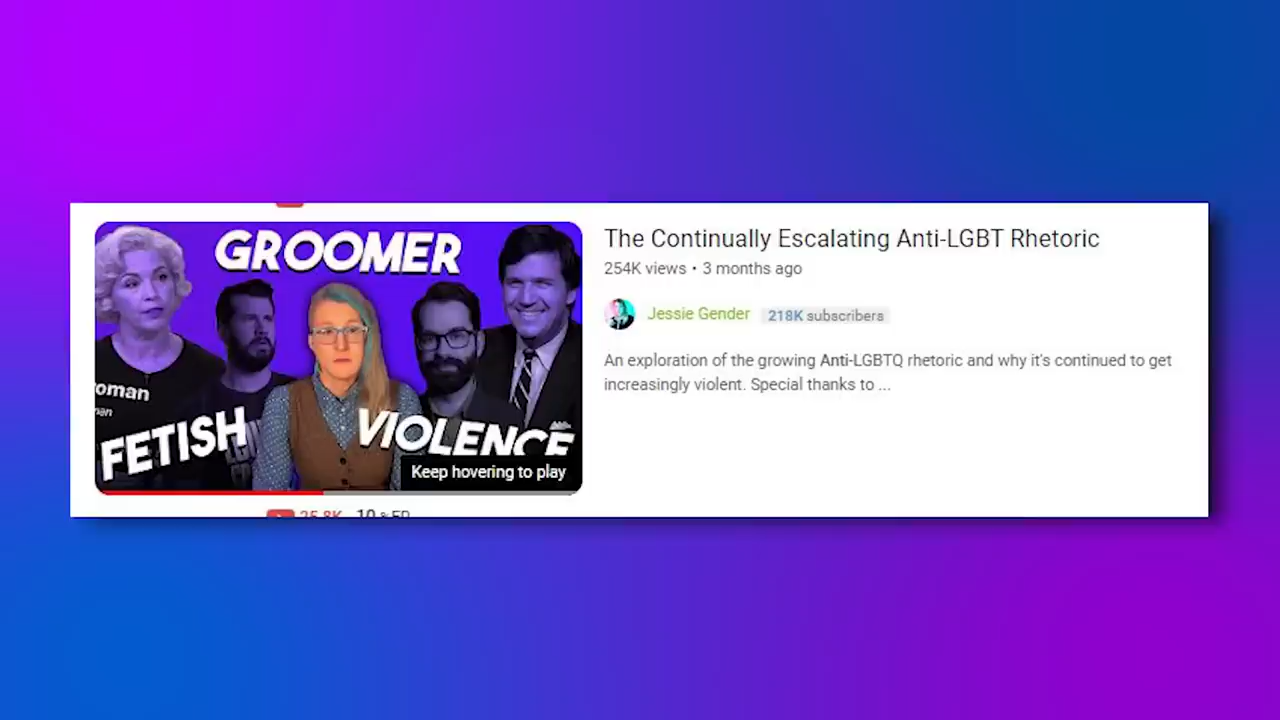 GROOMER
oman
an
FETISH
VIOLENCE
Keep hovering to play
The Continually Escalating Anti-LGBT Rhetoric
254K views • 3 months ago
Jessie Gender 218K subscribers
An exploration of the growing Anti-LGBTQ rhetoric and why it's continued to get
increasingly violent. Special thanks to ...